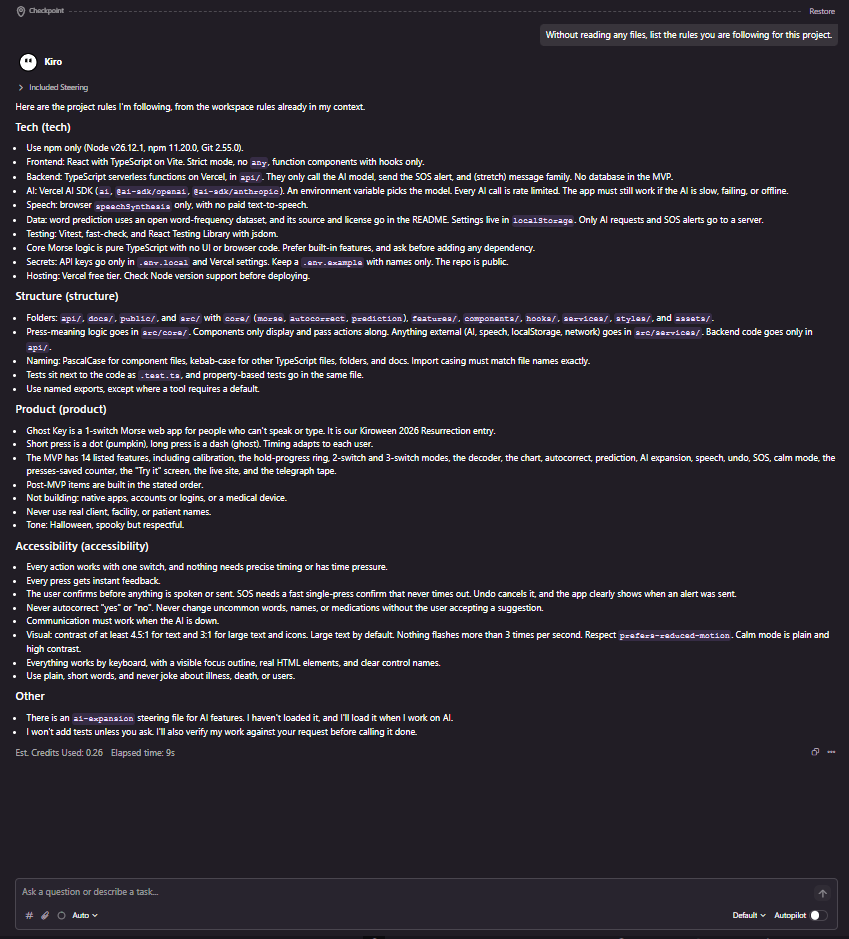 Checkpoint
Restore
Without reading any files, list the rules you are following for this project.
Kiro
Included Steering
Here are the project rules I'm following, from the workspace rules already in my context.
Tech (tech)
Use npm only (Node v26.12.1, npm 11.20.0, Git 2.55.0).
Frontend: React with TypeScript on Vite. Strict mode, no any, function components with hooks only.
Backend: TypeScript serverless functions on Vercel, in api/. They only call the AI model, send the SOS alert, and (stretch) message family. No database in the MVP.
AI: Vercel AI SDK (ai, @ai-sdk/openai, @ai-sdk/anthropic). An environment variable picks the model. Every AI call is rate limited. The app must still work if the AI is slow, failing, or offline.
Speech: browser speechSynthesis only, with no paid text-to-speech.
Data: word prediction uses an open word-frequency dataset, and its source and license go in the README. Settings live in localStorage. Only AI requests and SOS alerts go to a server.
Testing: Vitest, fast-check, and React Testing Library with jsdom.
Core Morse logic is pure TypeScript with no UI or browser code. Prefer built-in features, and ask before adding any dependency.
Secrets: API keys go only in .env.local and Vercel settings. Keep a .env.example with names only. The repo is public.
Hosting: Vercel free tier. Check Node version support before deploying.
Structure (structure)
Folders: api/, docs/, public/, and src/ with core/ (morse, autocorrect, prediction), features/, components/, hooks/, services/, styles/, and assets/.
Press-meaning logic goes in src/core/. Components only display and pass actions along. Anything external (AI, speech, localStorage, network) goes in src/services/. Backend code goes only in
api/.
Naming: PascalCase for component files, kebab-case for other TypeScript files, folders, and docs. Import casing must match file names exactly.
Tests sit next to the code as .test.ts, and property-based tests go in the same file.
Use named exports, except where a tool requires a default.
Product (product)
Ghost Key is a 1-switch Morse web app for people who can't speak or type. It is our Kiroween 2026 Resurrection entry.
Short press is a dot (pumpkin), long press is a dash (ghost). Timing adapts to each user.
The MVP has 14 listed features, including calibration, the hold-progress ring, 2-switch and 3-switch modes, the decoder, the chart, autocorrect, prediction, AI expansion, speech, undo, SOS, calm mode, the
presses-saved counter, the "Try it" screen, the live site, and the telegraph tape.
Post-MVP items are built in the stated order.
Not building: native apps, accounts or logins, or a medical device.
Never use real client, facility, or patient names.
Tone: Halloween, spooky but respectful.
Accessibility (accessibility)
Every action works with one switch, and nothing needs precise timing or has time pressure.
Every press gets instant feedback.
The user confirms before anything is spoken or sent. SOS needs a fast single-press confirm that never times out. Undo cancels it, and the app clearly shows when an alert was sent.
Never autocorrect "yes" or "no". Never change uncommon words, names, or medications without the user accepting a suggestion.
Communication must work when the AI is down.
Visual: contrast of at least 4.5:1 for text and 3:1 for large text and icons. Large text by default. Nothing flashes more than 3 times per second. Respect prefers-reduced-motion. Calm mode is plain and
high contrast.
Everything works by keyboard, with a visible focus outline, real HTML elements, and clear control names.
Use plain, short words, and never joke about illness, death, or users.
Other
There is an ai-expansion steering file for AI features. I haven't loaded it, and I'll load it when I work on AI.
I won't add tests unless you ask. I'll also verify my work against your request before calling it done.
Est. Credits Used: 0.26 Elapsed time: 9s
Ask a question or describe a task...
# Auto
Default
Autopilot